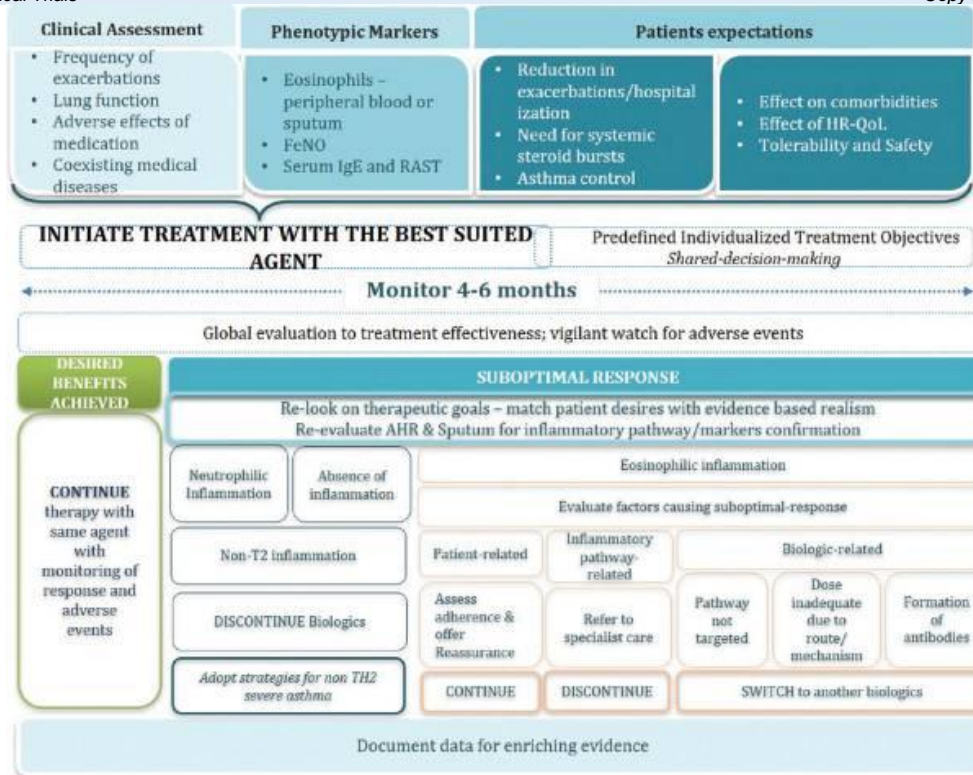 Clinical Assessment
• Frequency of
exacerbations
• Lung function
• Adverse effects of
medication
• Coexisting medical
diseases
Phenotypic Markers
• Eosinophils –
peripheral blood or
sputum
• FeNO
• Serum IgE and RAST
Patients expectations
• Reduction in
exacerbations/hospital
ization
• Need for systemic
steroid bursts
• Asthma control
• Effect on comorbidities
• Effect of HR-QoL
• Tolerability and Safety
INITIATE TREATMENT WITH THE BEST SUITED
AGENT
Predefined Individualized Treatment Objectives
Shared-decision-making
Monitor 4-6 months
Global evaluation to treatment effectiveness; vigilant watch for adverse events
DESIRED
BENEFITS
ACHIEVED
CONTINUE
therapy with
same agent
with
monitoring of
response and
adverse
events
SUBOPTIMAL RESPONSE
Re-look on therapeutic goals – match patient desires with evidence based realism
Re-evaluate AHR & Sputum for inflammatory pathway/markers confirmation
Neutrophilic
Inflammation
Absence of
inflammation
Non-T2 inflammation
DISCONTINUE Biologics
Adopt strategies for non TH2
severe asthma
Eosinophilic inflammation
Evaluate factors causing suboptimal-response
Patient-related
Inflammatory
pathway-
related
Biologic-related
Assess
adherence &
offer
Reassurance
Refer to
specialist care
Pathway
not
targeted
Dose
inadequate
due to
route/
mechanism
Formation
of
antibodies
CONTINUE
DISCONTINUE
SWITCH to another biologics
Document data for enriching evidence